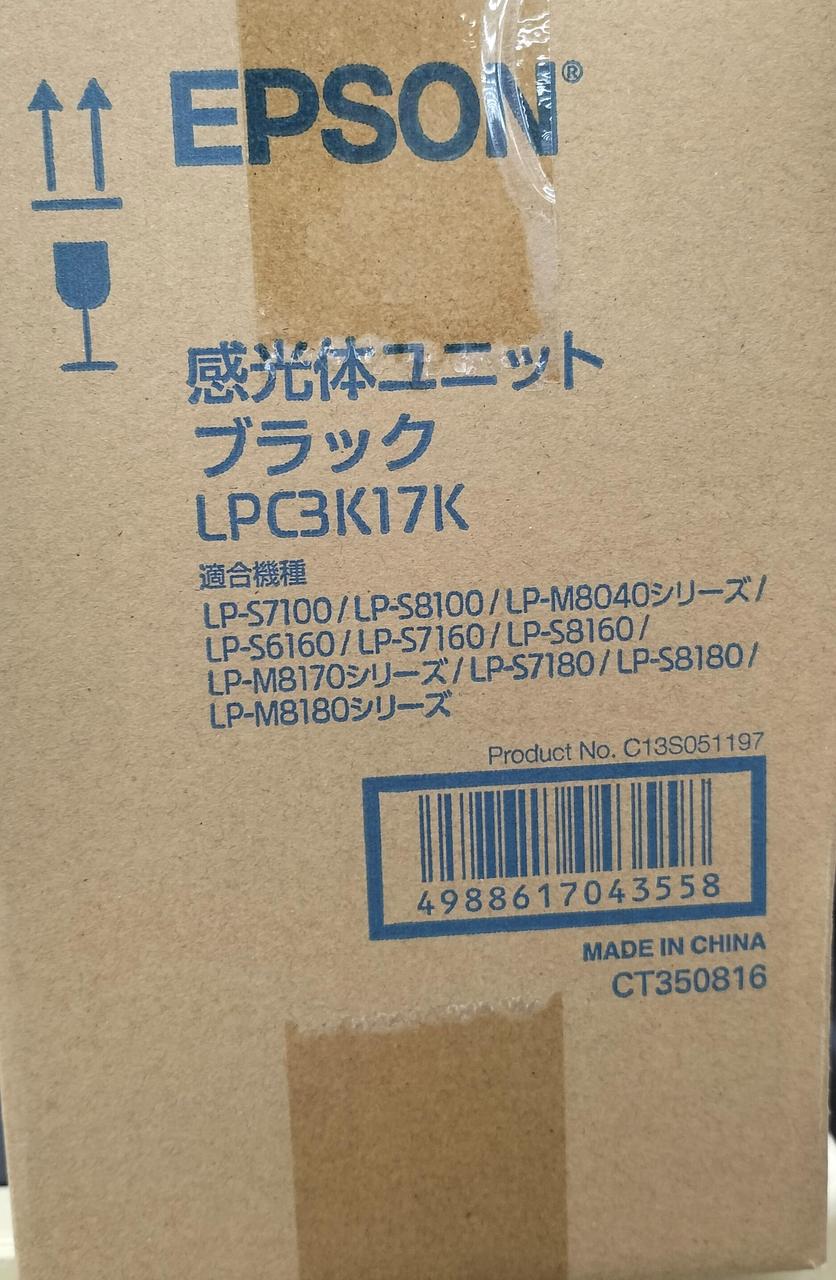 EPSON®
感光体ユニット
ブラック
LPC3K17K
適合機種
LP-S7100/LP-S8100/LP-M8040シリーズ/
LP-S6160/LP-S7160/LP-S8160/
LP-M8170シリーズ/LP-S7180/LP-S8180/
LP-M8180シリーズ
Product No. C13S051197
4988617043558
MADE IN CHINA
CT350816